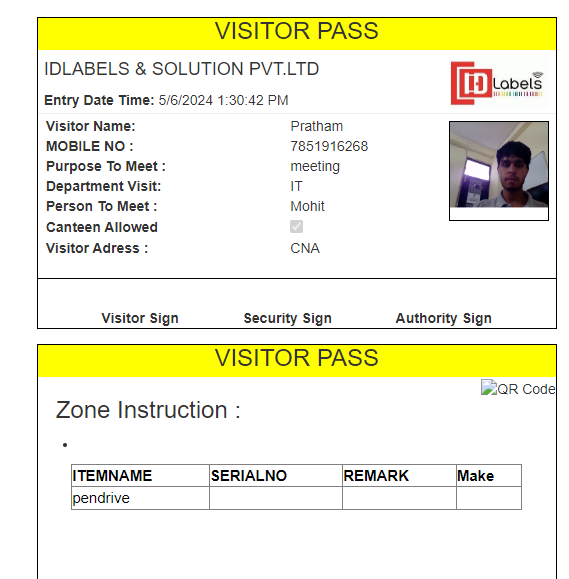 VISITOR PASS
IDLABELS & SOLUTION PVT.LTD
IDLabels
Entry Date Time: 5/6/2024 1:30:42 PM
Visitor Name: Pratham
MOBILE NO : 7851916268
Purpose To Meet : meeting
Department Visit: IT
Person To Meet : Mohit
Canteen Allowed
Visitor Adress : CNA
Visitor Sign Security Sign Authority Sign
VISITOR PASS
QR Code
Zone Instruction :
ITEMNAME SERIALNO REMARK Make
pendrive